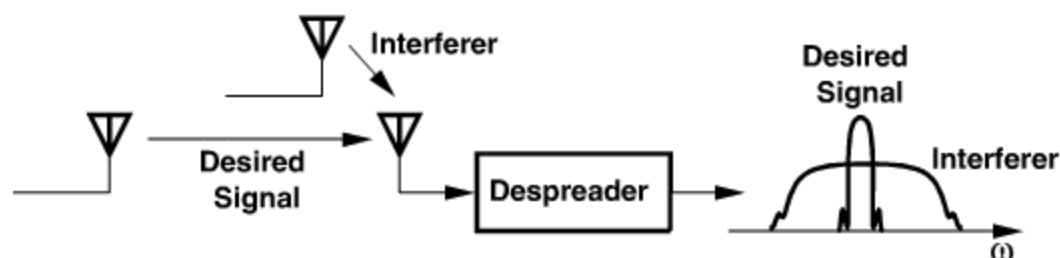 Interferer
Desired
Signal
Despreader
Desired
Signal
Interferer
ω